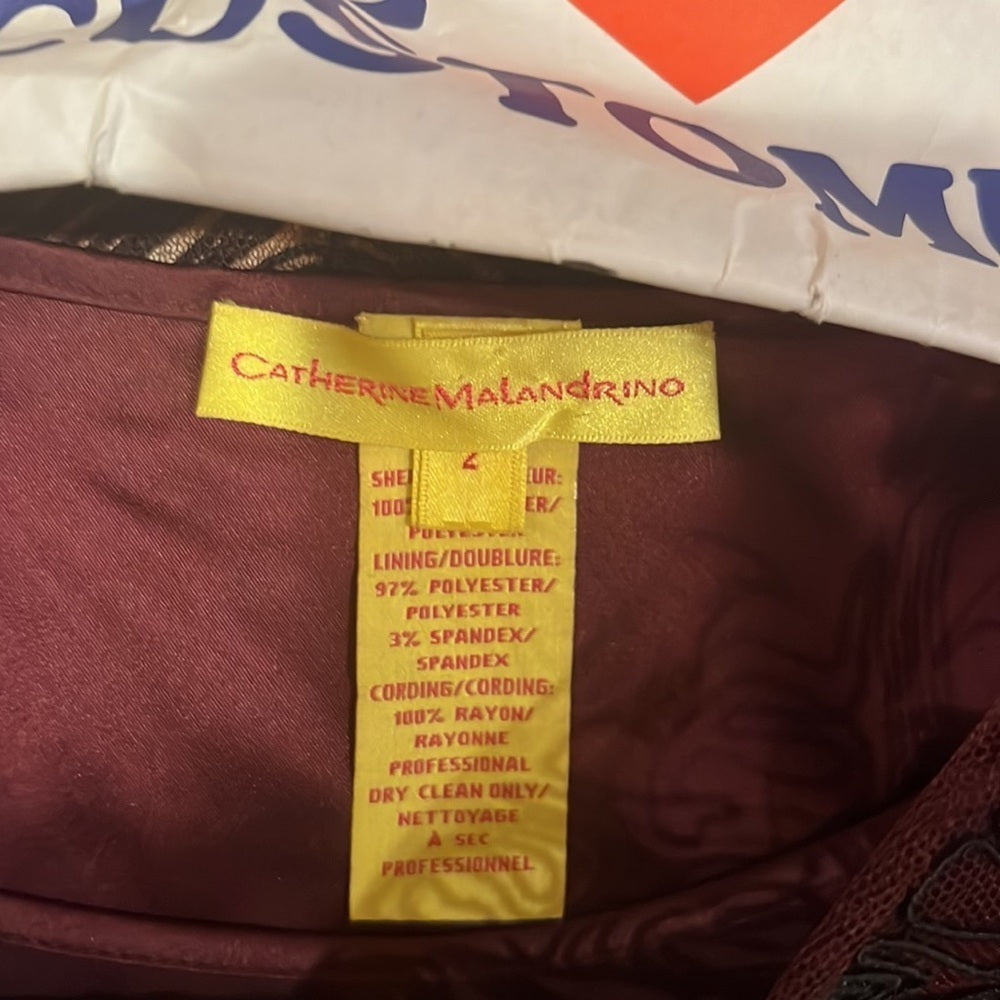 TOME
CATHERINE MALANDRINO
2
LINING/DOUBLURE:
97% POLYESTER/
POLYESTER
3% SPANDEX/
SPANDEX
CORDING/CORDING:
100% RAYON/
RAYONNE
PROFESSIONAL
DRY CLEAN ONLY/
NETTOYAGE
À SEC
PROFESSIONNEL